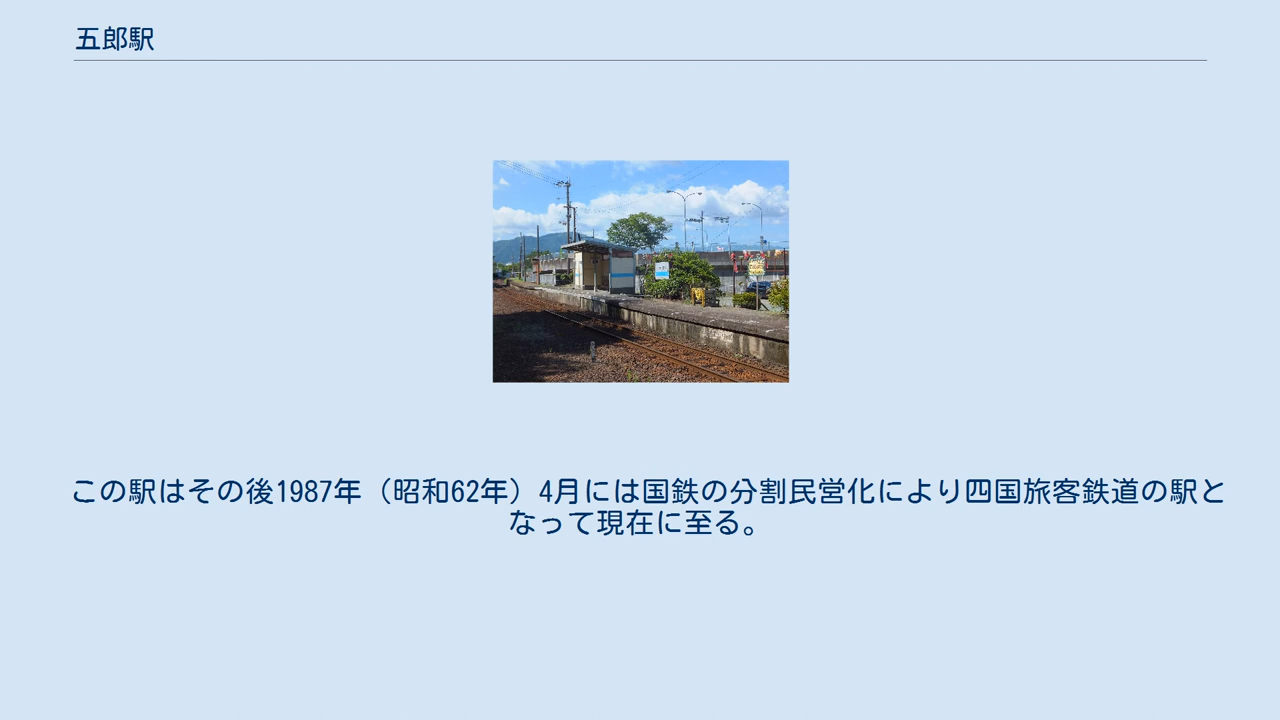 五郎駅
この駅はその後1987年（昭和62年）4月には国鉄の分割民営化により四国旅客鉄道の駅と
なって現在に至る。